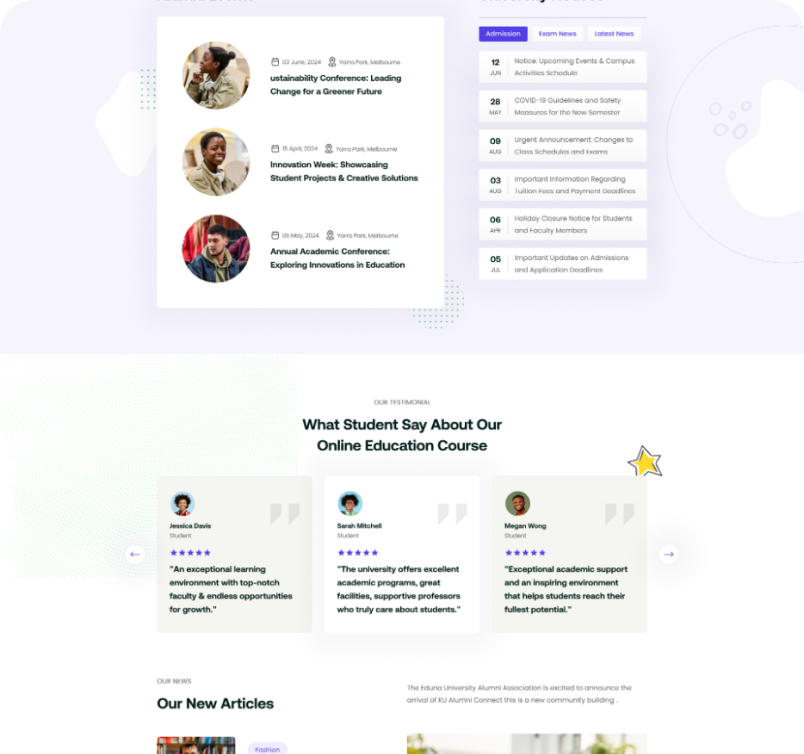 03 June, 2024 Yarra Park, Melbourne
ustainability Conference: Leading
Change for a Greener Future
15 April, 2024 Yarra Park, Melbourne
Innovation Week: Showcasing
Student Projects & Creative Solutions
05 May, 2024 Yarra Park, Melbourne
Annual Academic Conference:
Exploring Innovations in Education
Admission Exam News Latest News
12 JUN
Notice: Upcoming Events & Campus
Activities Schedule
28 MAY
COVID-19 Guidelines and Safety
Measures for the New Semester
09 AUG
Urgent Announcement: Changes to
Class Schedules and Exams
03 AUG
Important Information Regarding
Tuition Fees and Payment Deadlines
06 APR
Holiday Closure Notice for Students
and Faculty Members
05 JUL
Important Updates on Admissions
and Application Deadlines
OUR TESTIMONIAL
What Student Say About Our
Online Education Course
Jessica Davis
Student
"An exceptional learning
environment with top-notch
faculty & endless opportunities
for growth."
Sarah Mitchell
Student
"The university offers excellent
academic programs, great
facilities, supportive professors
who truly care about students."
Megan Wong
Student
"Exceptional academic support
and an inspiring environment
that helps students reach their
fullest potential."
OUR NEWS
Our New Articles
The Eduna University Alumni Association is excited to announce the
arrival of KU Alumni Connect this is a new community building .
Fashion